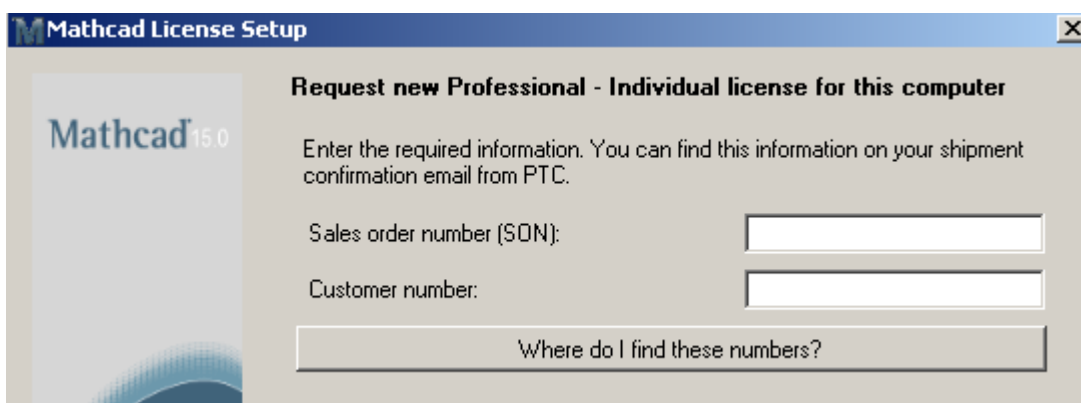 Mathcad License Setup
Request new Professional - Individual license for this computer
Mathcad 15.0
Enter the required information. You can find this information on your shipment
confirmation email from PTC.
Sales order number (SON):
Customer number:
Where do I find these numbers?